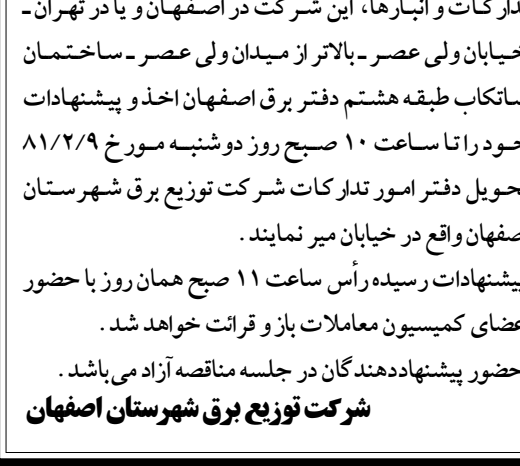 تدارکات و انبارها، این شرکت در اصفهان و یا در تهران ـ
خیابان ولی عصر ـ بالاتر از میدان ولی عصر ـ ساختمان
ساتکاب طبقه هشتم دفتر برق اصفهان اخذ و پیشنهادات
خود را تا ساعت ۱۰ صبح روز دوشنبه مورخ ۸۱/۲/۹
تحویل دفتر امور تدارکات شرکت توزیع برق شهرستان
اصفهان واقع در خیابان میر نمایند .
پیشنهادات رسیده رأس ساعت ۱۱ صبح همان روز با حضور
اعضای کمیسیون معاملات باز و قرائت خواهد شد .
حضور پیشنهاددهندگان در جلسه مناقصه آزاد می‌باشد .
شرکت توزیع برق شهرستان اصفهان